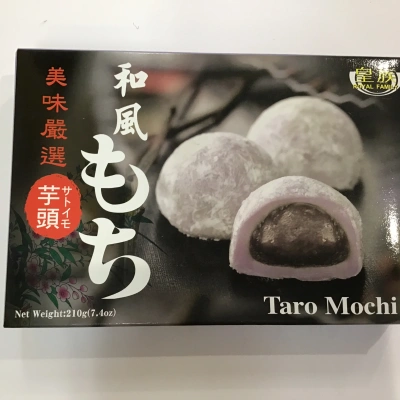 皇族
ROYAL FAMILY
和風
もち
美味嚴選
サトイモ
芋頭
Taro Mochi
Net Weight:210g(7.4oz)